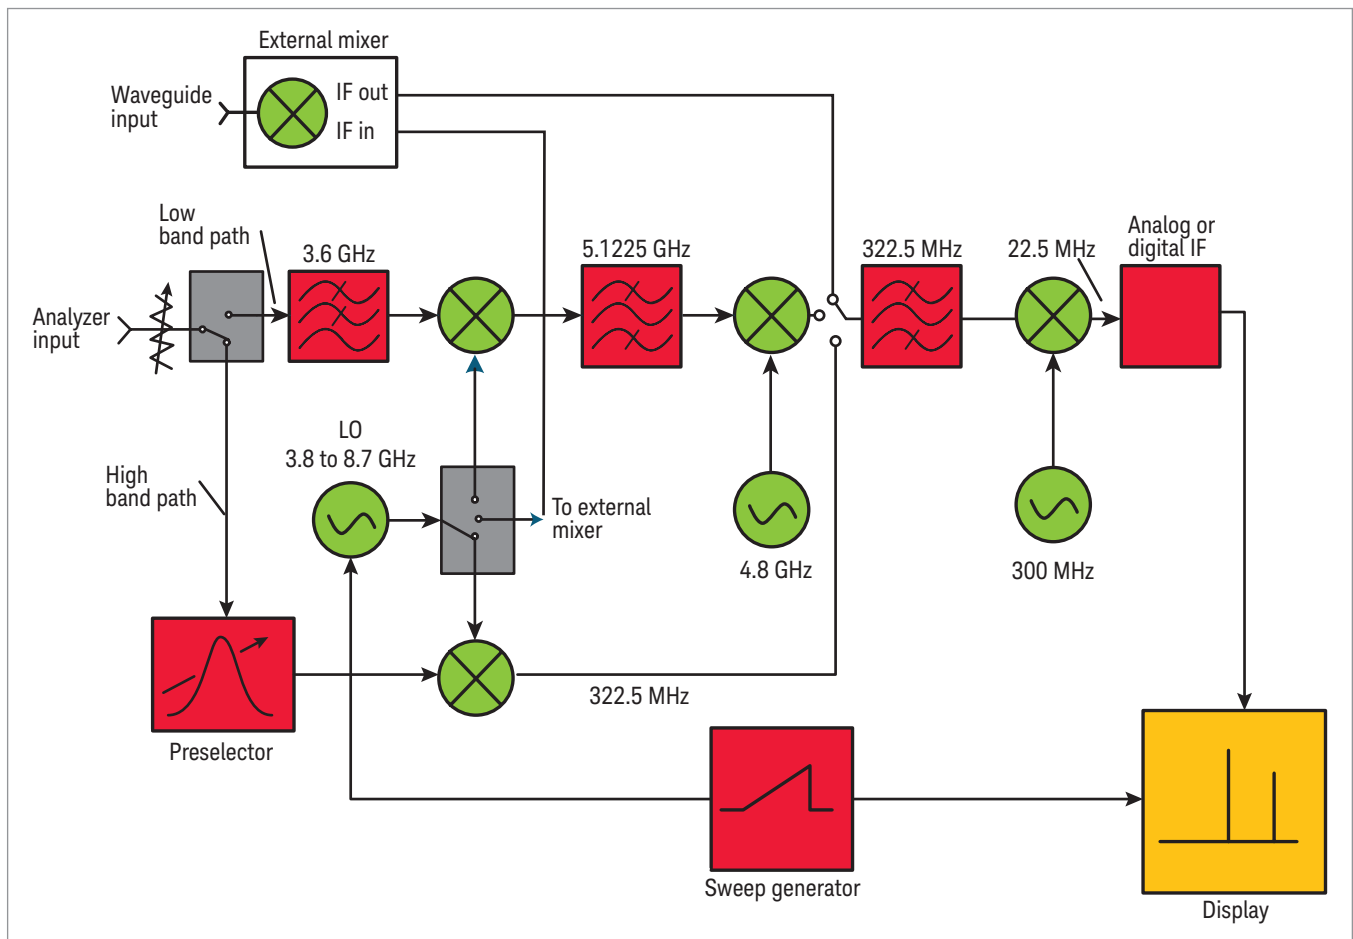 External mixer
Waveguide
input
IF out
IF in
Low
band path
3.6 GHz
5.1225 GHz
322.5 MHz
22.5 MHz
Analog or
digital IF
Analyzer
input
LO
3.8 to 8.7 GHz
High
band path
To external
mixer
4.8 GHz
300 MHz
322.5 MHz
Preselector
Sweep generator
Display